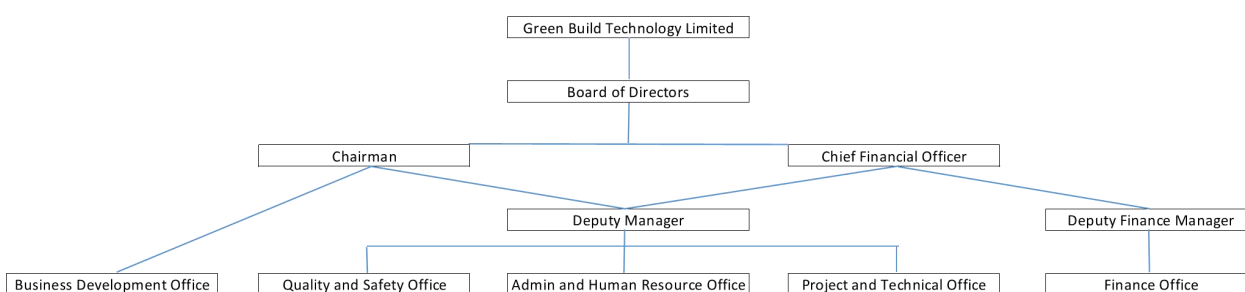 Green Build Technology Limited
Board of Directors
Chairman
Chief Financial Officer
Deputy Manager
Deputy Finance Manager
Business Development Office
Quality and Safety Office
Admin and Human Resource Office
Project and Technical Office
Finance Office